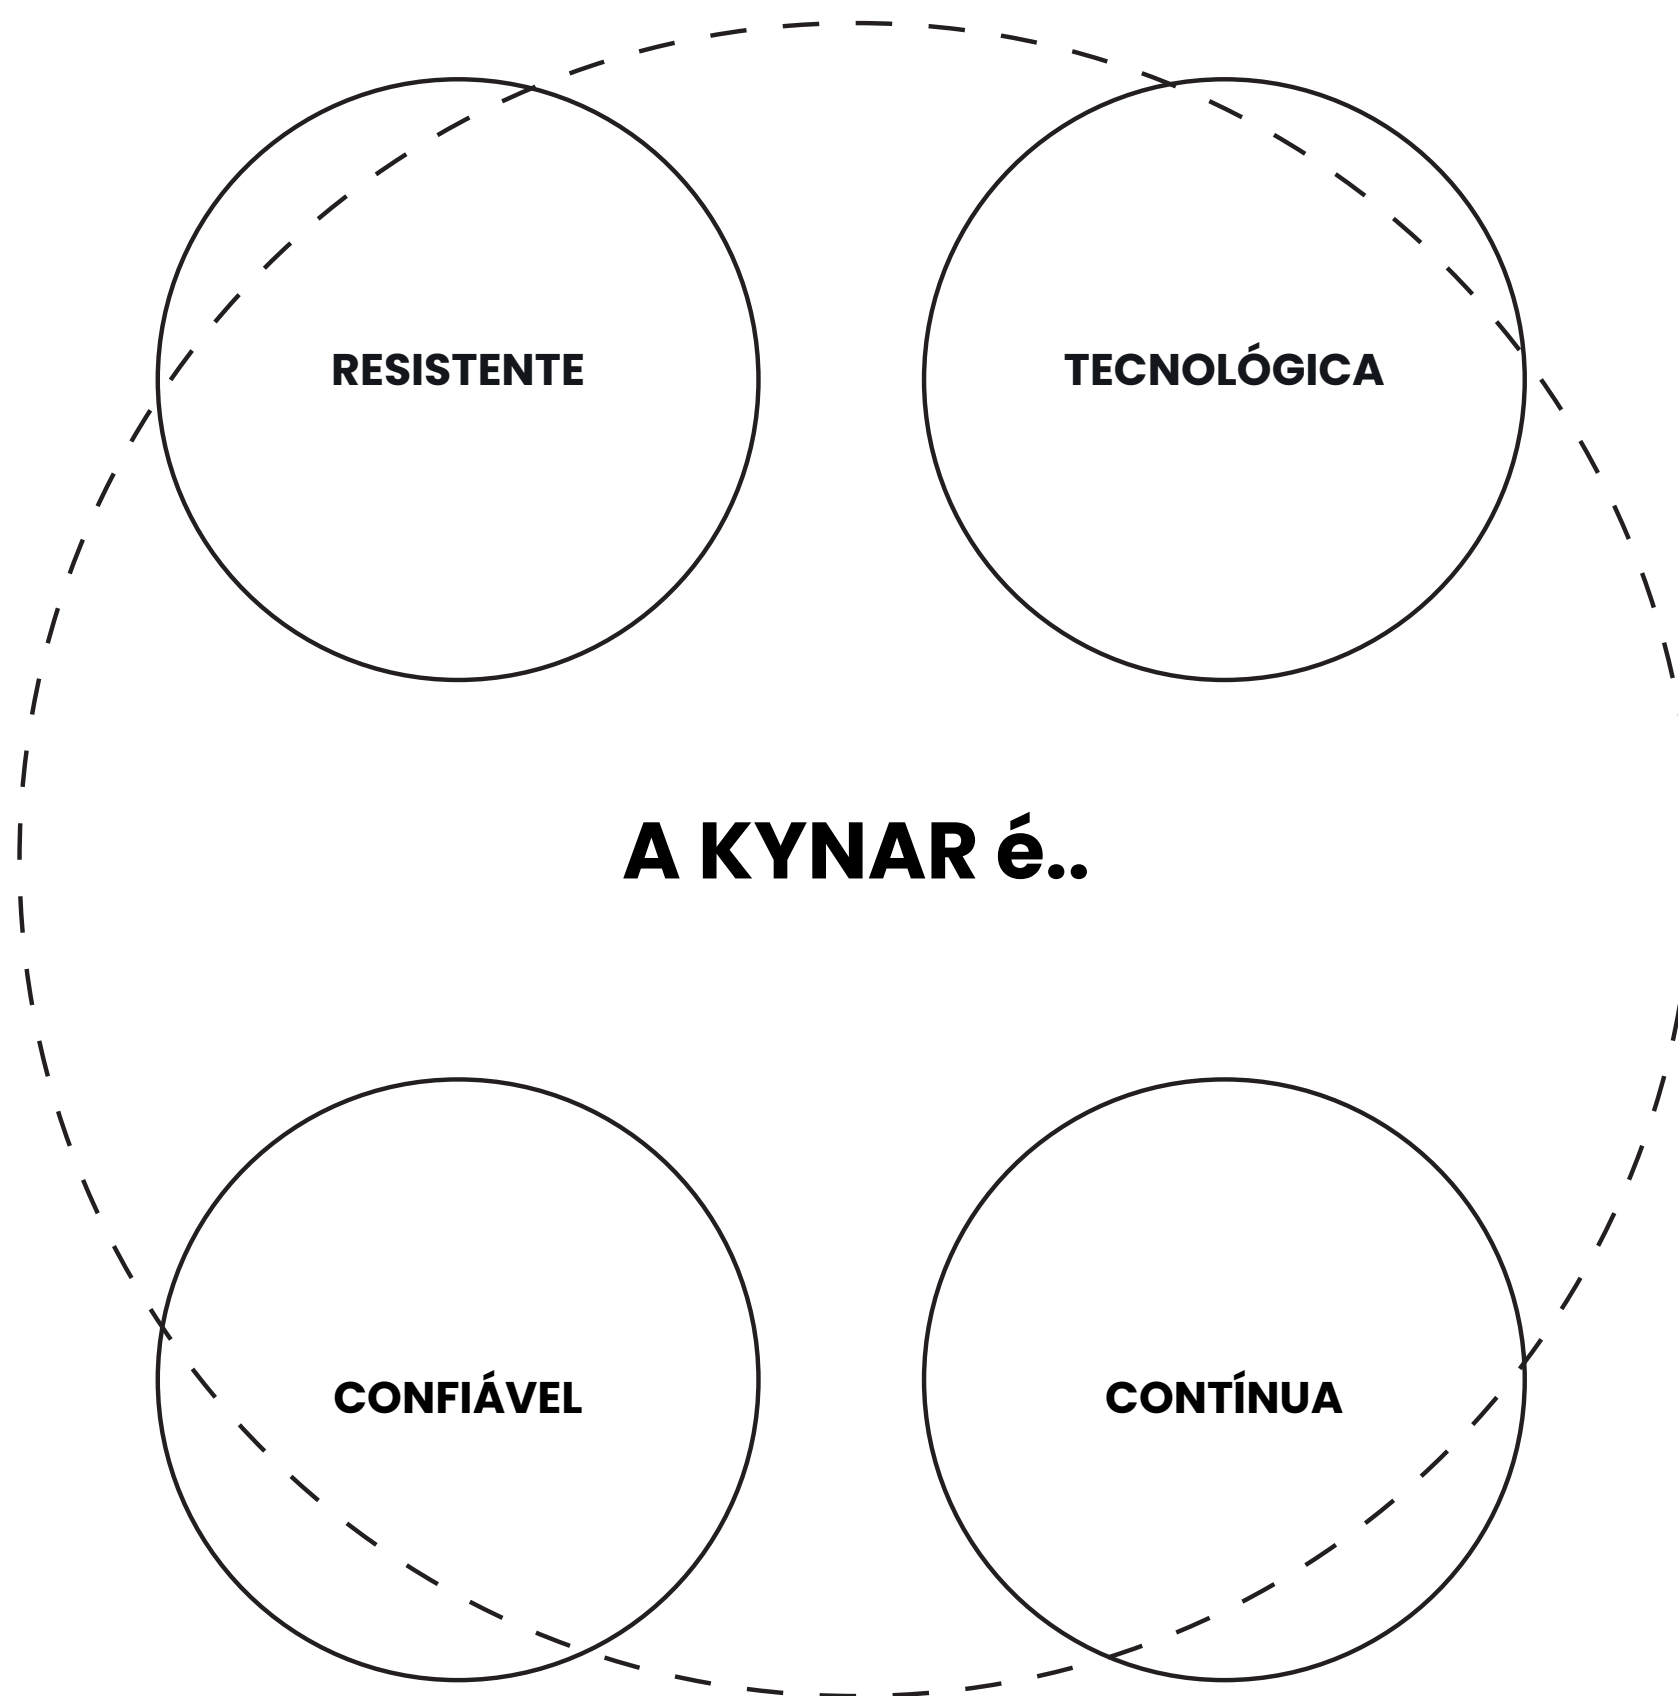 RESISTENTE
TECNOLÓGICA
A KYNAR é..
CONFIÁVEL
CONTÍNUA